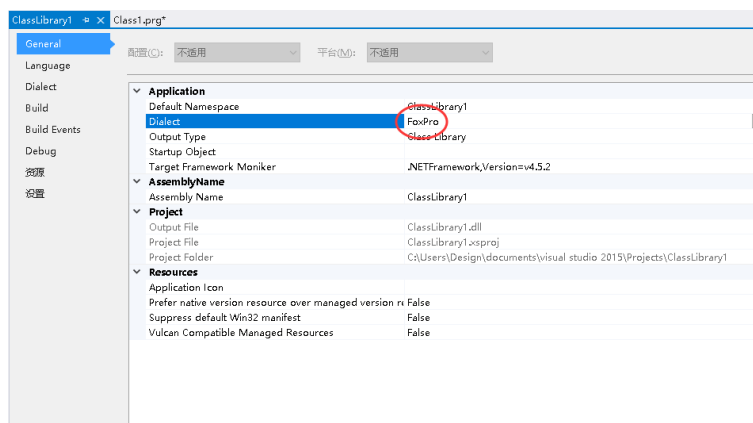 ClassLibrary1 Class1.prg*
General
配置(C): 不适用 平台(M): 不适用
Language
Dialect
Build
Build Events
Debug
资源
设置
Application
Default Namespace ClassLibrary1
Dialect FoxPro
Output Type Class Library
Startup Object
Target Framework Moniker .NETFramework,Version=v4.5.2
AssemblyName
Assembly Name ClassLibrary1
Project
Output File ClassLibrary1.dll
Project File ClassLibrary1.xsproj
Project Folder C:\Users\Design\documents\visual studio 2015\Projects\ClassLibrary1
Resources
Application Icon
Prefer native version resource over managed version re False
Suppress default Win32 manifest False
Vulcan Compatible Managed Resources False